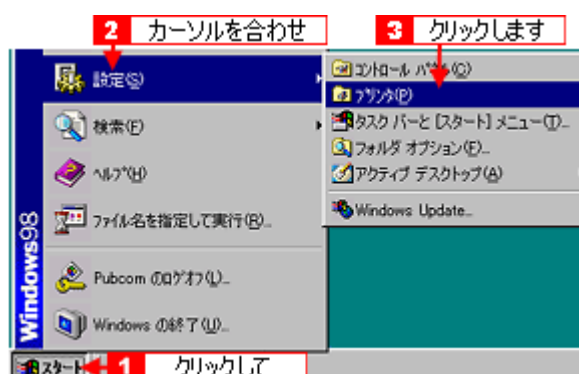 2 カーソルを合わせ
3 クリックします
設定(S)
検索(F)
ヘルプ(H)
ファイル名を指定して実行(R)...
Pubcom のログオフ(L)...
Windows の終了(U)...
Windows98
コントロール パネル(C)
プリンタ(P)
タスク バーと [スタート] メニュー(T)...
フォルダ オプション(F)...
アクティブ デスクトップ(A)
Windows Update...
スタート
1 クリックして